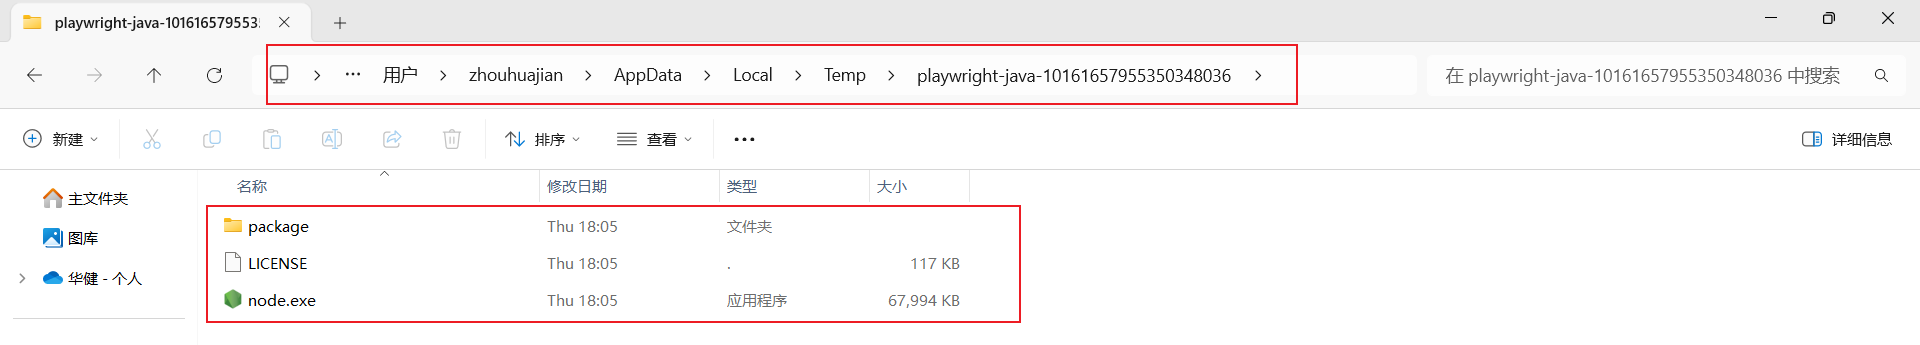 playwright-java-101616579553
用户 zhouhuajian AppData Local Temp playwright-java-10161657955350348036
在 playwright-java-10161657955350348036 中搜索
新建 排序 查看 详细信息
名称 修改日期 类型 大小
主文件夹
package Thu 18:05 文件夹
图库
LICENSE Thu 18:05 . 117 KB
华健 - 个人
node.exe Thu 18:05 应用程序 67,994 KB